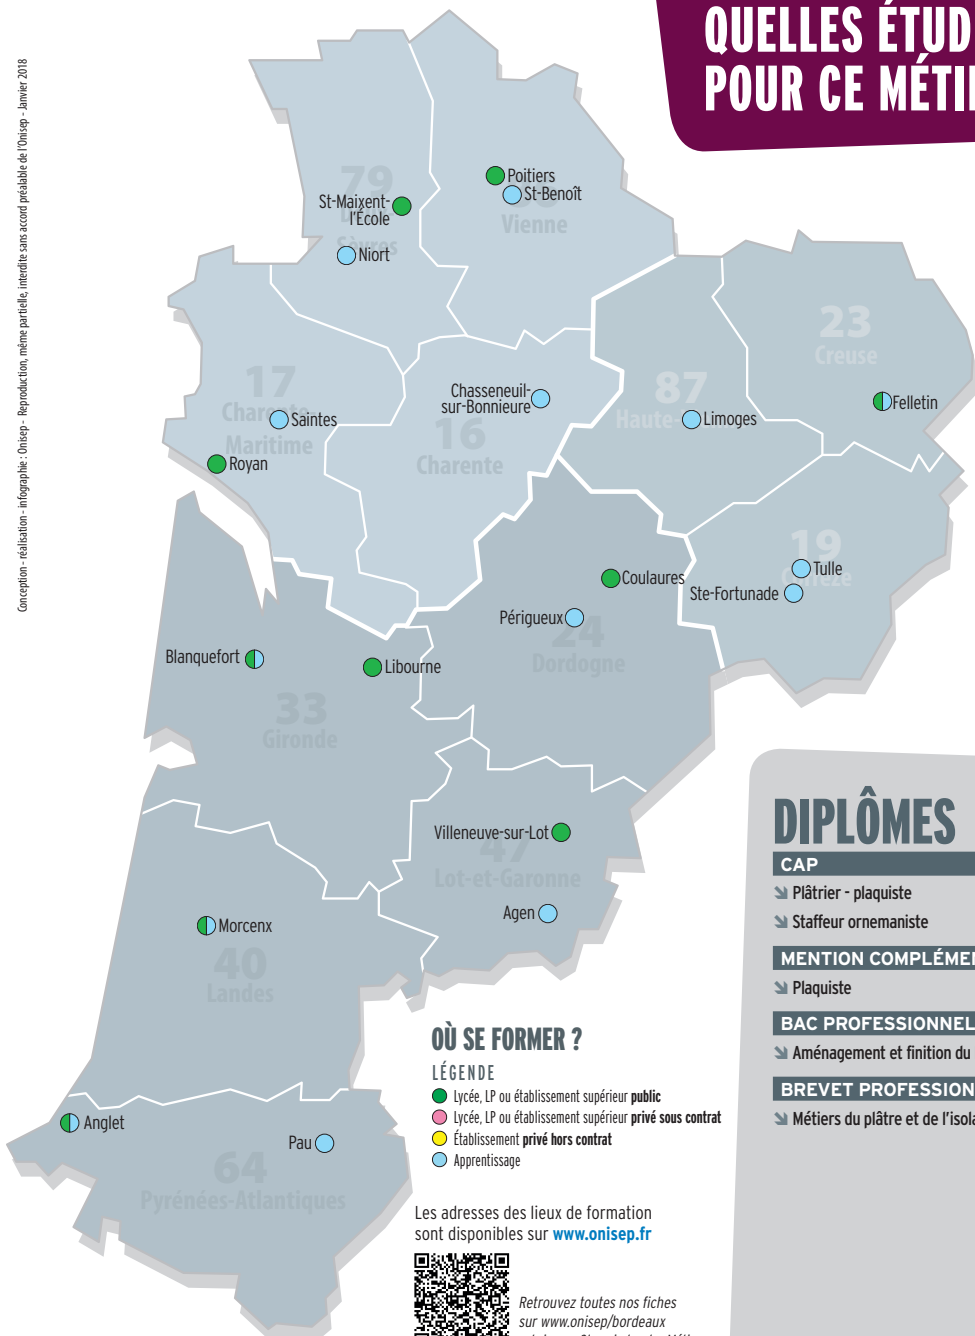 Conception - réalisation - infographie : Onisep - Reproduction, même partielle, interdite sans accord préalable de l'Onisep - Janvier 2018
QUELLES ÉTUD
POUR CE MÉTI
79
Sèvres
St-Maixent-
l'École
Niort
Poitiers
St-Benoît
Vienne
17
Charente
Maritime
Saintes
Royan
Chasseneuil-
sur-Bonnieure
16
Charente
87
Haute-
Limoges
23
Creuse
Felletin
19
Corrèze
Tulle
Ste-Fortunade
Coulaures
Périgueux
24
Dordogne
Blanquefort
Libourne
33
Gironde
Villeneuve-sur-Lot
47
Lot-et-Garonne
Agen
Morcenx
40
Landes
Anglet
Pau
64
Pyrénées-Atlantiques
OÙ SE FORMER ?
LÉGENDE
Lycée, LP ou établissement supérieur public
Lycée, LP ou établissement supérieur privé sous contrat
Établissement privé hors contrat
Apprentissage
Les adresses des lieux de formation
sont disponibles sur www.onisep.fr
Retrouvez toutes nos fiches
sur www.onisep/bordeaux
DIPLÔMES
CAP
Plâtrier - plaquiste
Staffeur ornemaniste
MENTION COMPLÉME
Plaquiste
BAC PROFESSIONNEL
Aménagement et finition du
BREVET PROFESSION
Métiers du plâtre et de l'isola